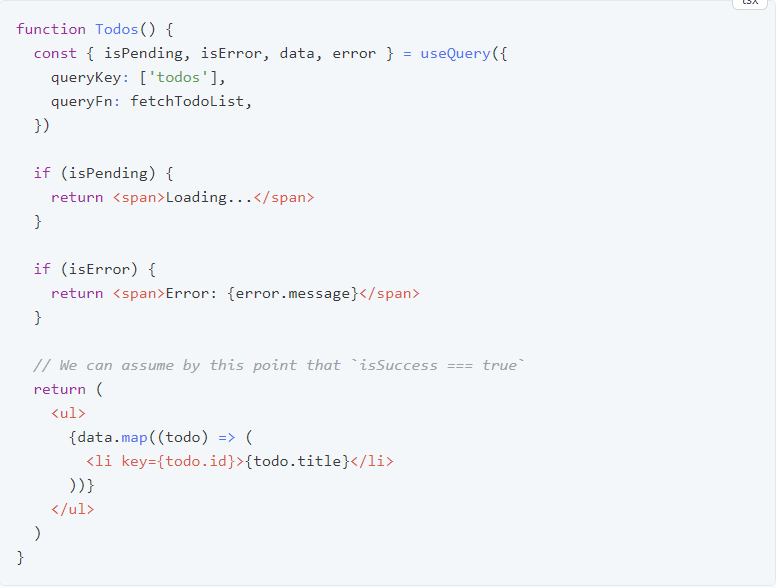 tsx
function Todos() {
  const { isPending, isError, data, error } = useQuery({
    queryKey: ['todos'],
    queryFn: fetchTodoList,
  })

  if (isPending) {
    return <span>Loading...</span>
  }

  if (isError) {
    return <span>Error: {error.message}</span>
  }

  // We can assume by this point that `isSuccess === true`
  return (
    <ul>
      {data.map((todo) => (
        <li key={todo.id}>{todo.title}</li>
      ))}
    </ul>
  )
}